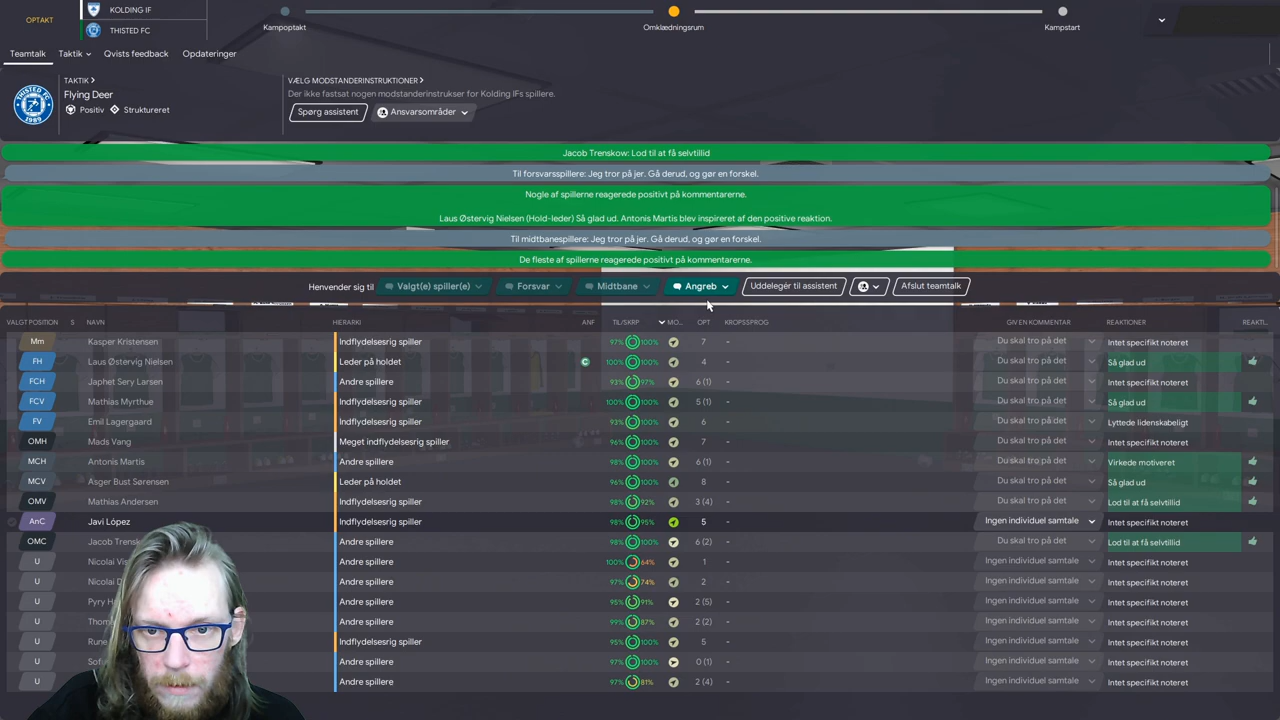 OPTAKT
KOLDING IF
THISTED FC
Kampoptakt
Omklædningsrum
Kampstart
Teamtalk
Taktik
Qvists feedback
Opdateringer
TAKTIK
Flying Deer
Positiv
Struktureret
VÆLG MODSTANDERINSTRUKTIONER
Der ikke fastsat nogen modstanderinstrukser for Kolding IFs spillere.
Spørg assistent
Ansvarsområder
Jacob Trenskow: Lod til at få selvtillid
Til forsvarsspillere: Jeg tror på jer. Gå derud, og gør en forskel.
Nogle af spillerne reagerede positivt på kommentarerne.
Laus Østervig Nielsen (Hold-leder) Så glad ud. Antonis Martis blev inspireret af den positive reaktion.
Til midtbanespillere: Jeg tror på jer. Gå derud, og gør en forskel.
De fleste af spillerne reagerede positivt på kommentarerne.
Henvender sig til
Valgt(e) spiller(e)
Forsvar
Midtbane
Angreb
Uddelegér til assistent
Afslut teamtalk
VALGT POSITION S NAVN HIERARKI ANF TIL/SKRP MO... OPT KROPSSPROG GIVEN KOMMENTAR REAKTIONER REAKTI...
Mm Kasper Kristensen Indflydelsesrig spiller 97% 100% 7 - Du skal tro på det Intet specifikt noteret
FH Laus Østervig Nielsen Leder på holdet C 100% 100% 4 - Du skal tro på det Så glad ud
FCH Japhet Sery Larsen Andre spillere 93% 97% 6 (1) - Du skal tro på det Intet specifikt noteret
FCV Mathias Myrthue Indflydelsesrig spiller 100% 100% 5 (1) - Du skal tro på det Så glad ud
FV Emil Lagergaard Indflydelsesrig spiller 93% 100% 6 - Du skal tro på det Lyttede lidenskabeligt
OMH Mads Vang Meget indflydelsesrig spiller 96% 100% 7 - Du skal tro på det Intet specifikt noteret
MCH Antonis Martis Andre spillere 98% 100% 6 (1) - Du skal tro på det Virkede motiveret
MCV Asger Bust Sørensen Leder på holdet 96% 100% 8 - Du skal tro på det Så glad ud
OMV Mathias Andersen Indflydelsesrig spiller 98% 92% 3 (4) - Du skal tro på det Lod til at få selvtillid
AnC Javi López Indflydelsesrig spiller 98% 95% 5 - Ingen individuel samtale Intet specifikt noteret
OMC Jacob Trensk Andre spillere 98% 100% 6 (2) - Du skal tro på det Lod til at få selvtillid
U Nicolai Vi Andre spillere 100% 64% 1 - Ingen individuel samtale Intet specifikt noteret
U Nicolai D Andre spillere 97% 74% 2 - Ingen individuel samtale Intet specifikt noteret
U Pyry H Andre spillere 95% 91% 2 (5) - Ingen individuel samtale Intet specifikt noteret
U Thom Andre spillere 99% 87% 2 (2) - Ingen individuel samtale Intet specifikt noteret
U Rune Indflydelsesrig spiller 95% 100% 5 - Ingen individuel samtale Intet specifikt noteret
U Sof Andre spillere 97% 100% 0 (1) - Ingen individuel samtale Intet specifikt noteret
U Andre spillere 97% 81% 2 (4) - Ingen individuel samtale Intet specifikt noteret